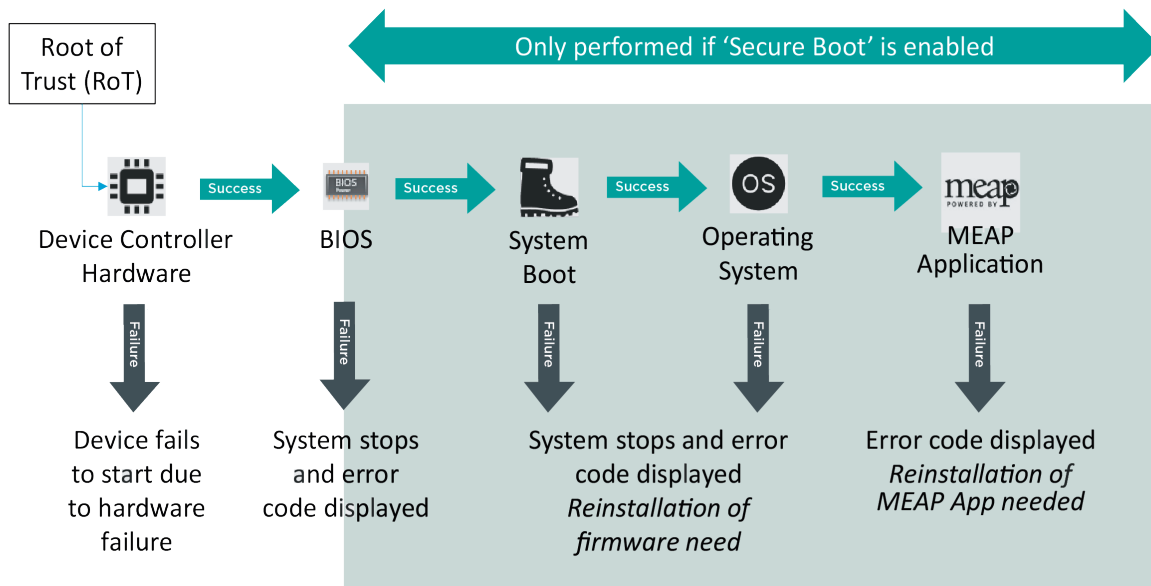 Root of
Trust (RoT)
Only performed if ‘Secure Boot’ is enabled
Success
BIOS
Success
Success
OS
Success
meap
POWERED BY
Device Controller
Hardware
BIOS
System
Boot
Operating
System
MEAP
Application
Failure
Failure
Failure
Failure
Failure
Device fails
to start due
to hardware
failure
System stops
and error
code displayed
System stops and error
code displayed
Reinstallation of
firmware need
Error code displayed
Reinstallation of
MEAP App needed